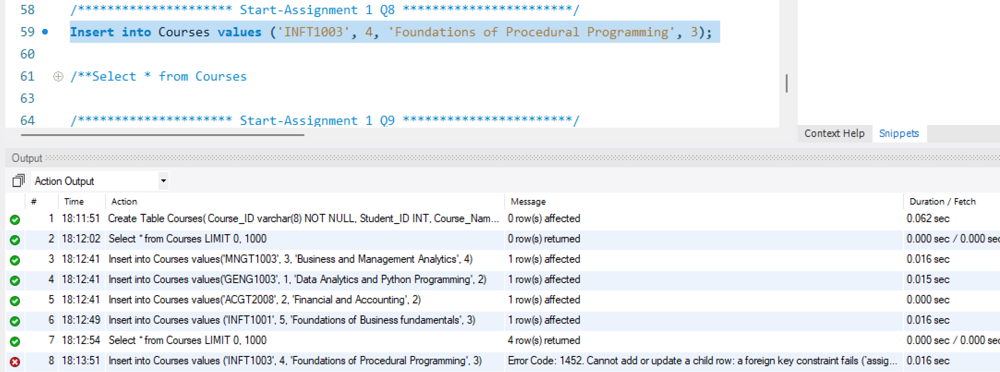 58 /********************* Start-Assignment 1 Q8 ***********************/
59 Insert into Courses values ('INFT1003', 4, 'Foundations of Procedural Programming', 3);
60
61 /**Select * from Courses
63
64 /********************* Start-Assignment 1 Q9 ***********************/
Context Help Snippets
Output
Action Output
# Time Action Message Duration / Fetch
1 18:11:51 Create Table Courses( Course_ID varchar(8) NOT NULL, Student_ID INT, Course_Nam... 0 row(s) affected 0.062 sec
2 18:12:02 Select * from Courses LIMIT 0, 1000 0 row(s) returned 0.000 sec / 0.000 sec
3 18:12:41 Insert into Courses values('MNGT1003', 3, 'Business and Management Analytics', 4) 1 row(s) affected 0.016 sec
4 18:12:41 Insert into Courses values('GENG1003', 1, 'Data Analytics and Python Programming', 2) 1 row(s) affected 0.015 sec
5 18:12:41 Insert into Courses values('ACGT2008', 2, 'Financial and Accounting', 2) 1 row(s) affected 0.000 sec
6 18:12:49 Insert into Courses values ('INFT1001', 5, 'Foundations of Business fundamentals', 3) 1 row(s) affected 0.016 sec
7 18:12:54 Select * from Courses LIMIT 0, 1000 4 row(s) returned 0.000 sec / 0.000 sec
8 18:13:51 Insert into Courses values ('INFT1003', 4, 'Foundations of Procedural Programming', 3) Error Code: 1452. Cannot add or update a child row: a foreign key constraint fails (`assig... 0.016 sec